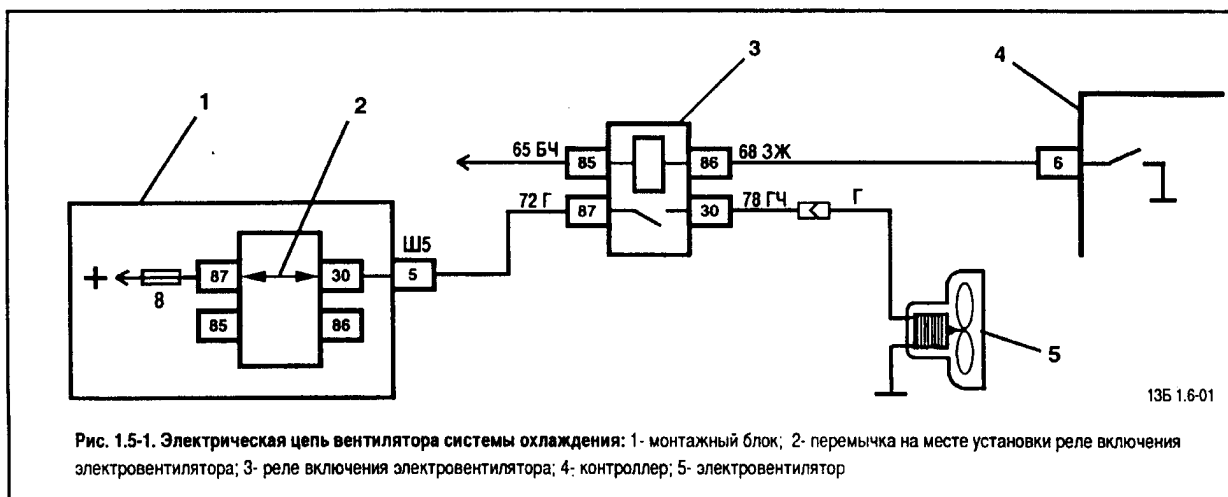 1
2
3
4
65 БЧ
85
86
68 ЗЖ
6
72 Г
87
30
78 ГЧ
Г
Ш5
+
8
87
30
5
85
86
5
13Б 1.6-01
Рис. 1.5-1. Электрическая цепь вентилятора системы охлаждения: 1- монтажный блок; 2- перемычка на месте установки реле включения
электровентилятора; 3- реле включения электровентилятора; 4- контроллер; 5- электровентилятор